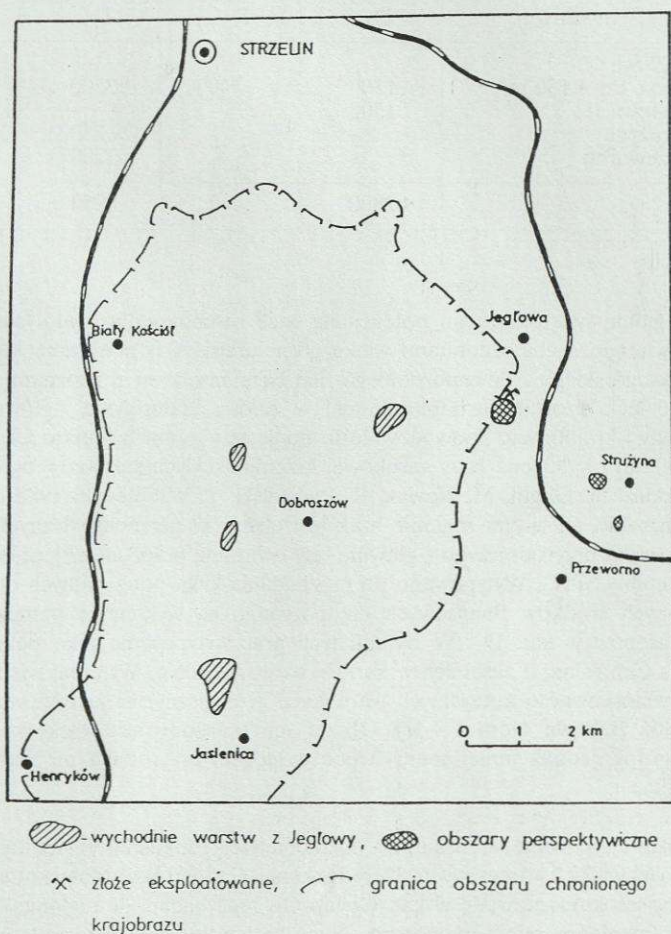 STRZELIN
Jegłowa
Biały Kościół
Strużyna
Dobroszów
Przeworno
0 1 2 km
Jasienica
Henryków
- wychodnie warstw z Jegłowy, obszary perspektywiczne
złoże eksploatowane, granica obszaru chronionego
krajobrazu